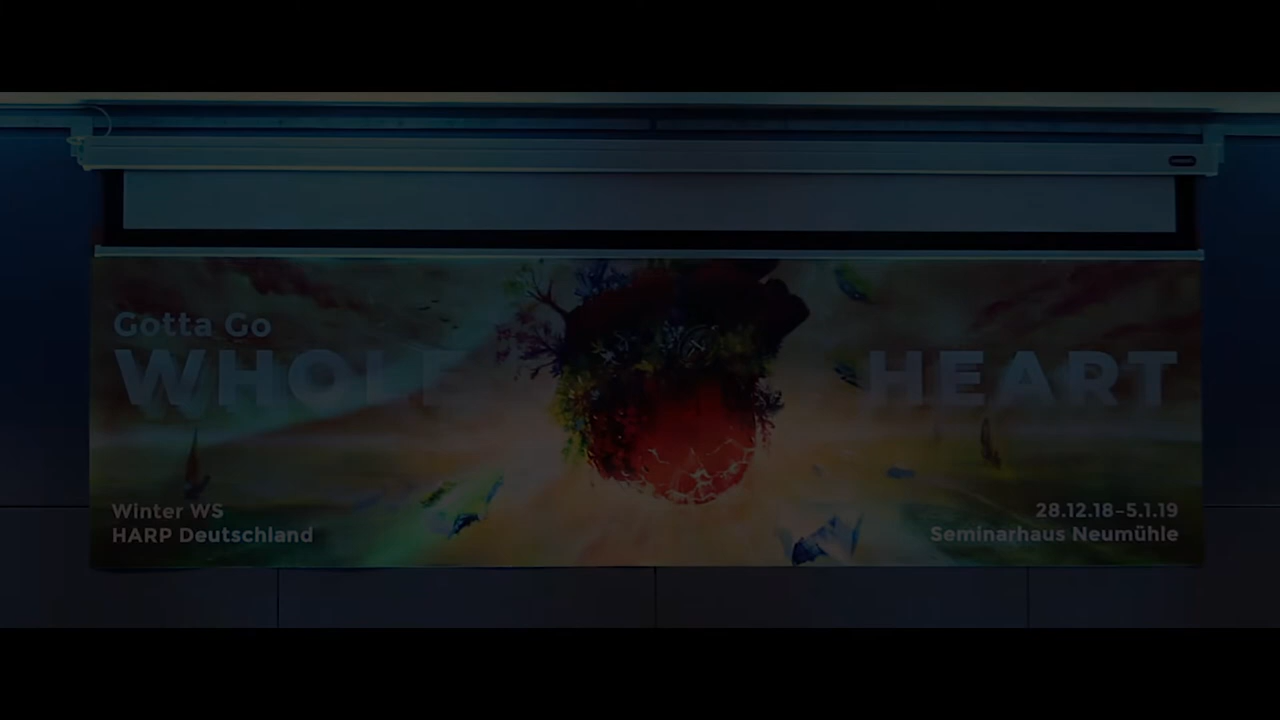 Gotta Go
WHOLE HEART
Winter WS
HARP Deutschland
28.12.18-5.1.19
Seminarhaus Neumühle